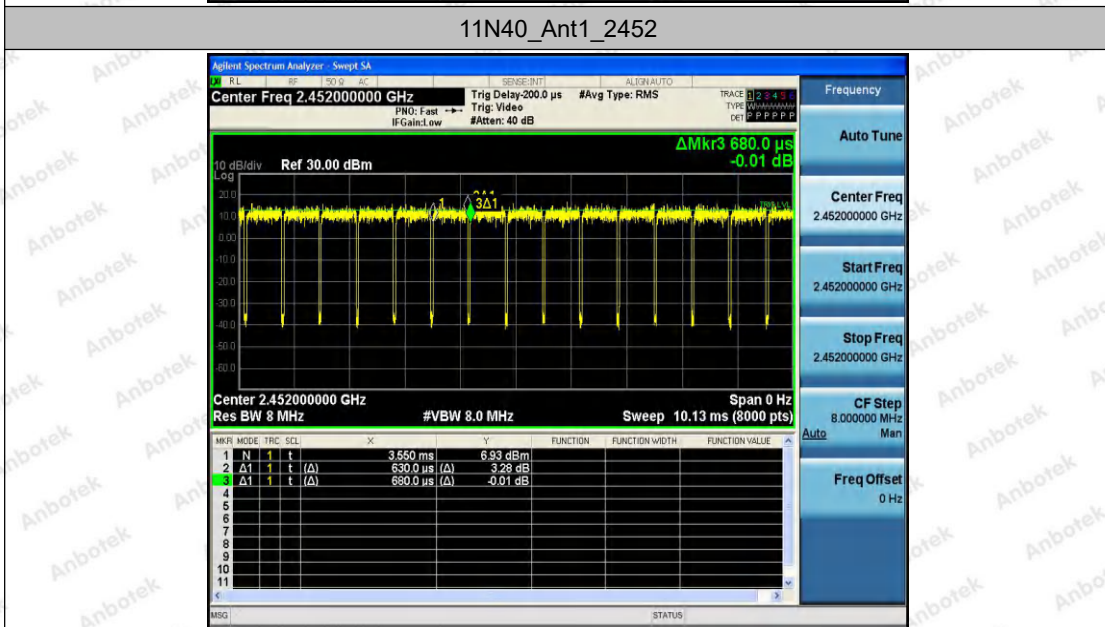 11N40_Ant1_2452
Agilent Spectrum Analyzer - Swept SA
RL RF 50 Ω AC SENSE:INT ALIGNAUTO
Center Freq 2.452000000 GHz
PNO: Fast
IFGain:Low
Trig Delay-200.0 µs
Trig: Video
#Atten: 40 dB
#Avg Type: RMS
TRACE 1 2 3 4 5 6
TYPE
DET P P P P P P
ΔMkr3 680.0 µs
-0.01 dB
10 dB/div Ref 30.00 dBm
Log
20.0
10.0
0.00
-10.0
-20.0
-30.0
-40.0
-50.0
-60.0
1
3Δ1
Center 2.452000000 GHz Span 0 Hz
Res BW 8 MHz #VBW 8.0 MHz Sweep 10.13 ms (8000 pts)
MKR MODE TRC SCL X Y FUNCTION FUNCTION WIDTH FUNCTION VALUE
1 N 1 t 3.550 ms 6.93 dBm
2 Δ1 1 t (Δ) 630.0 µs (Δ) 3.28 dB
3 Δ1 1 t (Δ) 680.0 µs (Δ) -0.01 dB
4
5
6
7
8
9
10
11
MSG STATUS
Frequency
Auto Tune
Center Freq
2.452000000 GHz
Start Freq
2.452000000 GHz
Stop Freq
2.452000000 GHz
CF Step
8.000000 MHz
Auto Man
Freq Offset
0 Hz
Anbotek